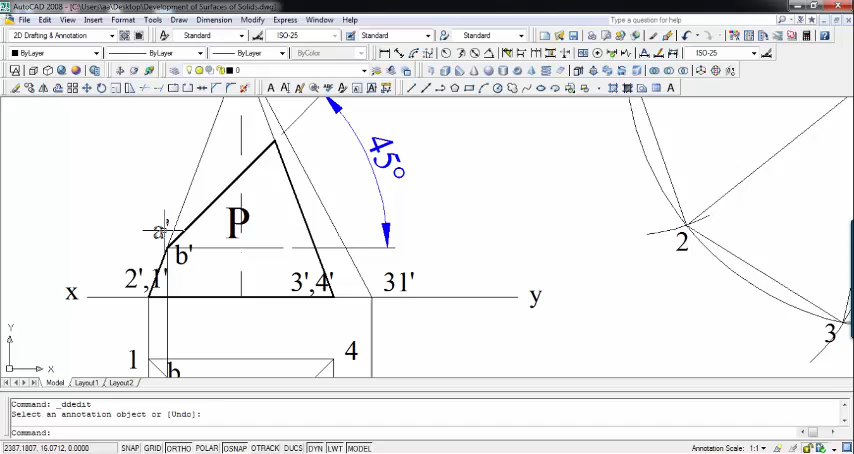 AutoCAD 2008 - [C:\Users\aa\Desktop\Development of Surfaces of Solids.dwg]
File Edit View Insert Format Tools Draw Dimension Modify Express Window Help
Type a question for help
2D Drafting & Annotation Standard ISO-25 Standard Standard
ByLayer ByLayer ByLayer ByColor ISO-25
0
45°
P
a'
b'
2',1' 3',4' 31'
x y
1 4
b
2
3
Y
X
Model Layout1 Layout2
Command: _ddedit
Select an annotation object or [Undo]:
Command:
2387.1807, 16.0712, 0.0000 SNAP GRID ORTHO POLAR OSNAP OTRACK DUCS DYN LWT MODEL Annotation Scale: 1:1